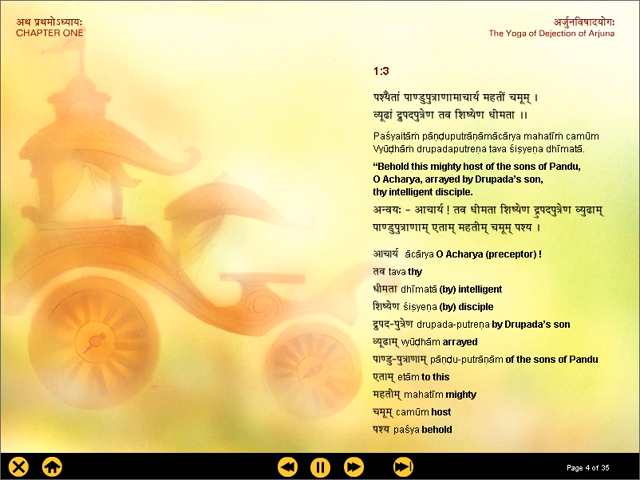 अथ प्रथमोऽध्यायः
CHAPTER ONE
अर्जुनविषादयोगः
The Yoga of Dejection of Arjuna
1:3
पश्यैतां पाण्डुपुत्राणामाचार्य महतीं चमूम् ।
व्यूढां द्रुपदपुत्रेण तव शिष्येण धीमता ।।
Paśyaitāṁ pāṇḍuputrāṇāmācārya mahatīṁ camūm
Vyūḍhāṁ drupadaputreṇa tava śiṣyeṇa dhīmatā.
“Behold this mighty host of the sons of Pandu,
O Acharya, arrayed by Drupada’s son,
thy intelligent disciple.
अन्वयः - आचार्य ! तव धीमता शिष्येण द्रुपदपुत्रेण व्युढाम्
पाण्डुपुत्राणाम् एताम् महतीम् चमूम् पश्य ।
आचार्य ācārya O Acharya (preceptor) !
तव tava thy
धीमता dhīmatā (by) intelligent
शिष्येण śiṣyeṇa (by) disciple
द्रुपद-पुत्रेण drupada-putreṇa by Drupada’s son
व्यूढाम् vyūḍhām arrayed
पाण्डु-पुत्राणाम् pāṇḍu-putrāṇām of the sons of Pandu
एताम् etām to this
महतीम् mahatīm mighty
चमूम् camūm host
पश्य paśya behold
Page 4 of 35